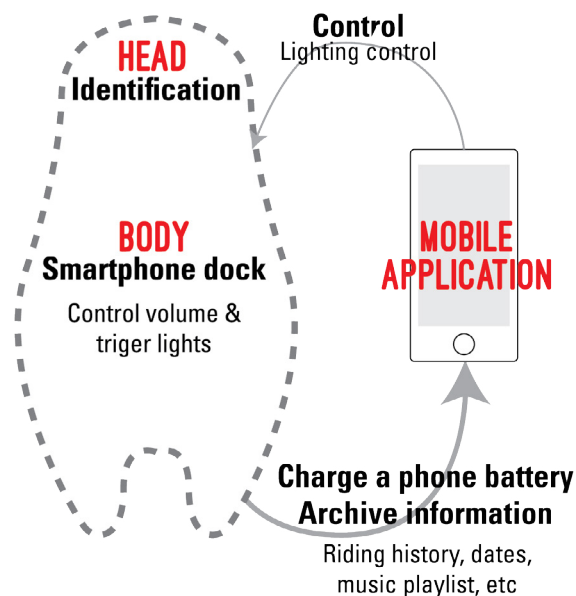 HEAD
Identification
BODY
Smartphone dock
Control volume &
triger lights
Control
Lighting control
MOBILE
APPLICATION
Charge a phone battery
Archive information
Riding history, dates,
music playlist, etc